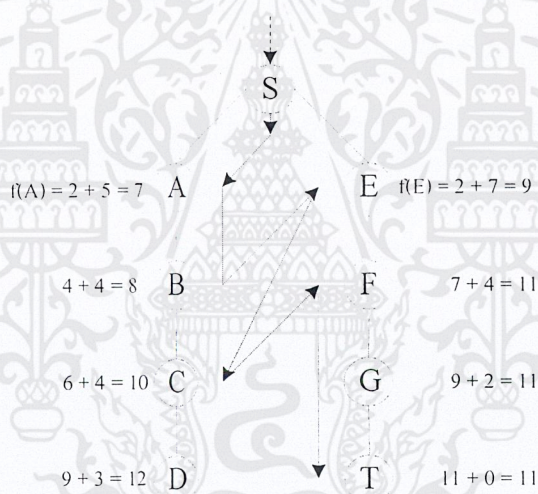 S
f(A) = 2 + 5 = 7 A E f(E) = 2 + 7 = 9
4 + 4 = 8 B F 7 + 4 = 11
6 + 4 = 10 C G 9 + 2 = 11
9 + 3 = 12 D T 11 + 0 = 11